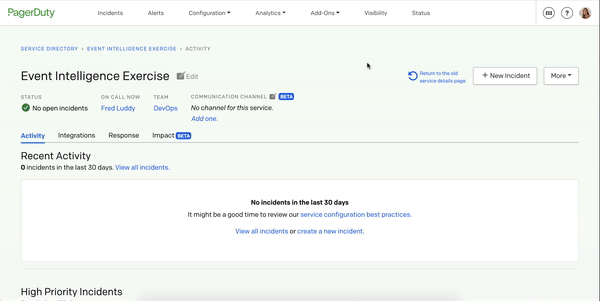 PagerDuty Incidents Alerts Configuration Analytics Add-Ons Visibility Status ?
SERVICE DIRECTORY > EVENT INTELLIGENCE EXERCISE > ACTIVITY
Event Intelligence Exercise Edit
Return to the old
service details page
+ New Incident More
STATUS ON CALL NOW TEAM COMMUNICATION CHANNEL BETA
No open incidents Fred Luddy DevOps No channel for this service.
Add one.
Activity Integrations Response Impact BETA
Recent Activity
0 incidents in the last 30 days. View all incidents.
No incidents in the last 30 days
It might be a good time to review our service configuration best practices.
View all incidents or create a new incident.
High Priority Incidents